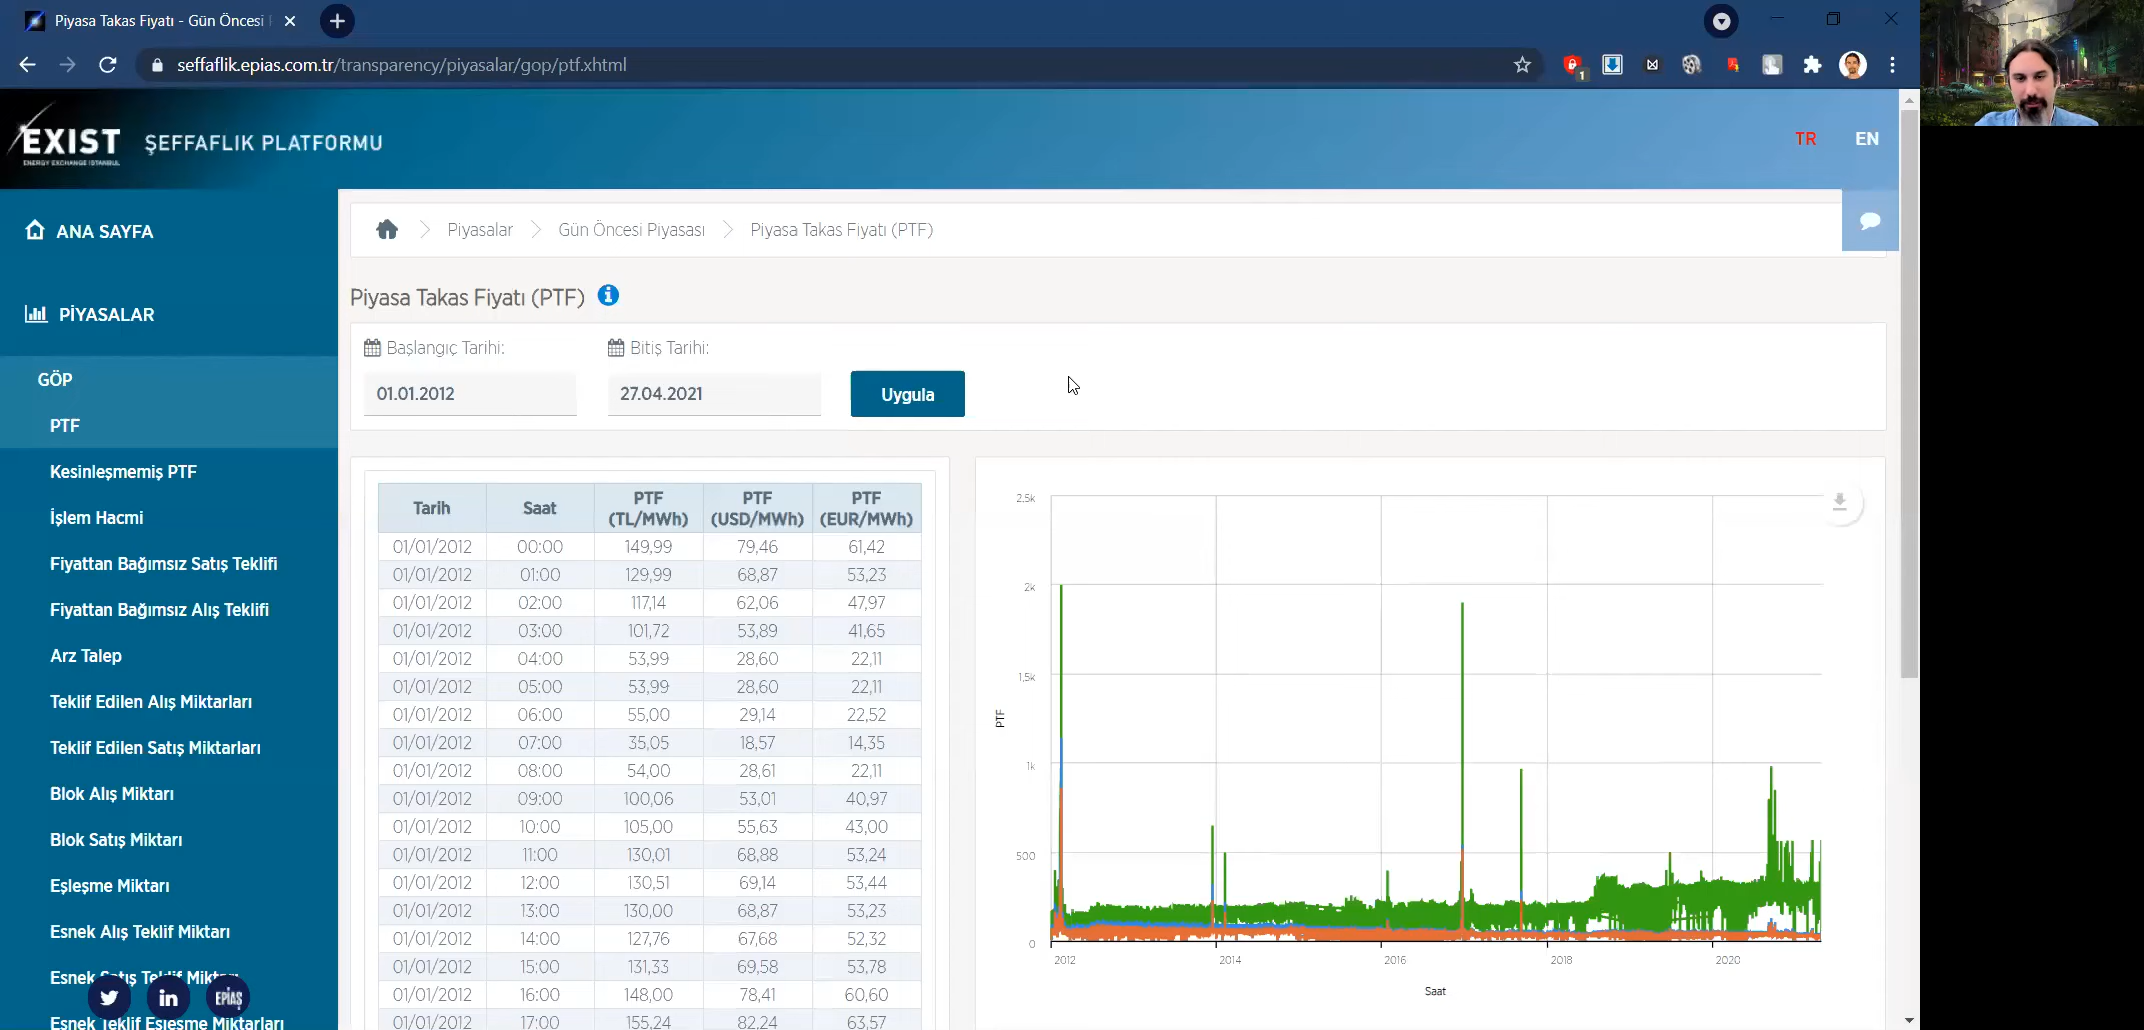 Piyasa Takas Fiyatı - Gün Öncesi
seffaflik.epias.com.tr/transparency/piyasalar/gop/ptf.xhtml
1
EXIST
ENERGY EXCHANGE ISTANBUL
ŞEFFAFLIK PLATFORMU
TR EN
ANA SAYFA
PİYASALAR
GÖP
PTF
Kesinleşmemiş PTF
İşlem Hacmi
Fiyattan Bağımsız Satış Teklifi
Fiyattan Bağımsız Alış Teklifi
Arz Talep
Teklif Edilen Alış Miktarları
Teklif Edilen Satış Miktarları
Blok Alış Miktarı
Blok Satış Miktarı
Eşleşme Miktarı
Esnek Alış Teklif Miktarı
Esnek Satış Teklif Miktarı
Esnek Teklif Eşleşme Miktarları
EPİAŞ
Piyasalar Gün Öncesi Piyasası Piyasa Takas Fiyatı (PTF)
Piyasa Takas Fiyatı (PTF)
Başlangıç Tarihi: Bitiş Tarihi:
01.01.2012 27.04.2021 Uygula
Tarih Saat PTF (TL/MWh) PTF (USD/MWh) PTF (EUR/MWh)
01/01/2012 00:00 149,99 79,46 61,42
01/01/2012 01:00 129,99 68,87 53,23
01/01/2012 02:00 117,14 62,06 47,97
01/01/2012 03:00 101,72 53,89 41,65
01/01/2012 04:00 53,99 28,60 22,11
01/01/2012 05:00 53,99 28,60 22,11
01/01/2012 06:00 55,00 29,14 22,52
01/01/2012 07:00 35,05 18,57 14,35
01/01/2012 08:00 54,00 28,61 22,11
01/01/2012 09:00 100,06 53,01 40,97
01/01/2012 10:00 105,00 55,63 43,00
01/01/2012 11:00 130,01 68,88 53,24
01/01/2012 12:00 130,51 69,14 53,44
01/01/2012 13:00 130,00 68,87 53,23
01/01/2012 14:00 127,76 67,68 52,32
01/01/2012 15:00 131,33 69,58 53,78
01/01/2012 16:00 148,00 78,41 60,60
01/01/2012 17:00 155,24 82,24 63,57
2.5k
2k
1.5k
1k
500
0
PTF
2012 2014 2016 2018 2020
Saat